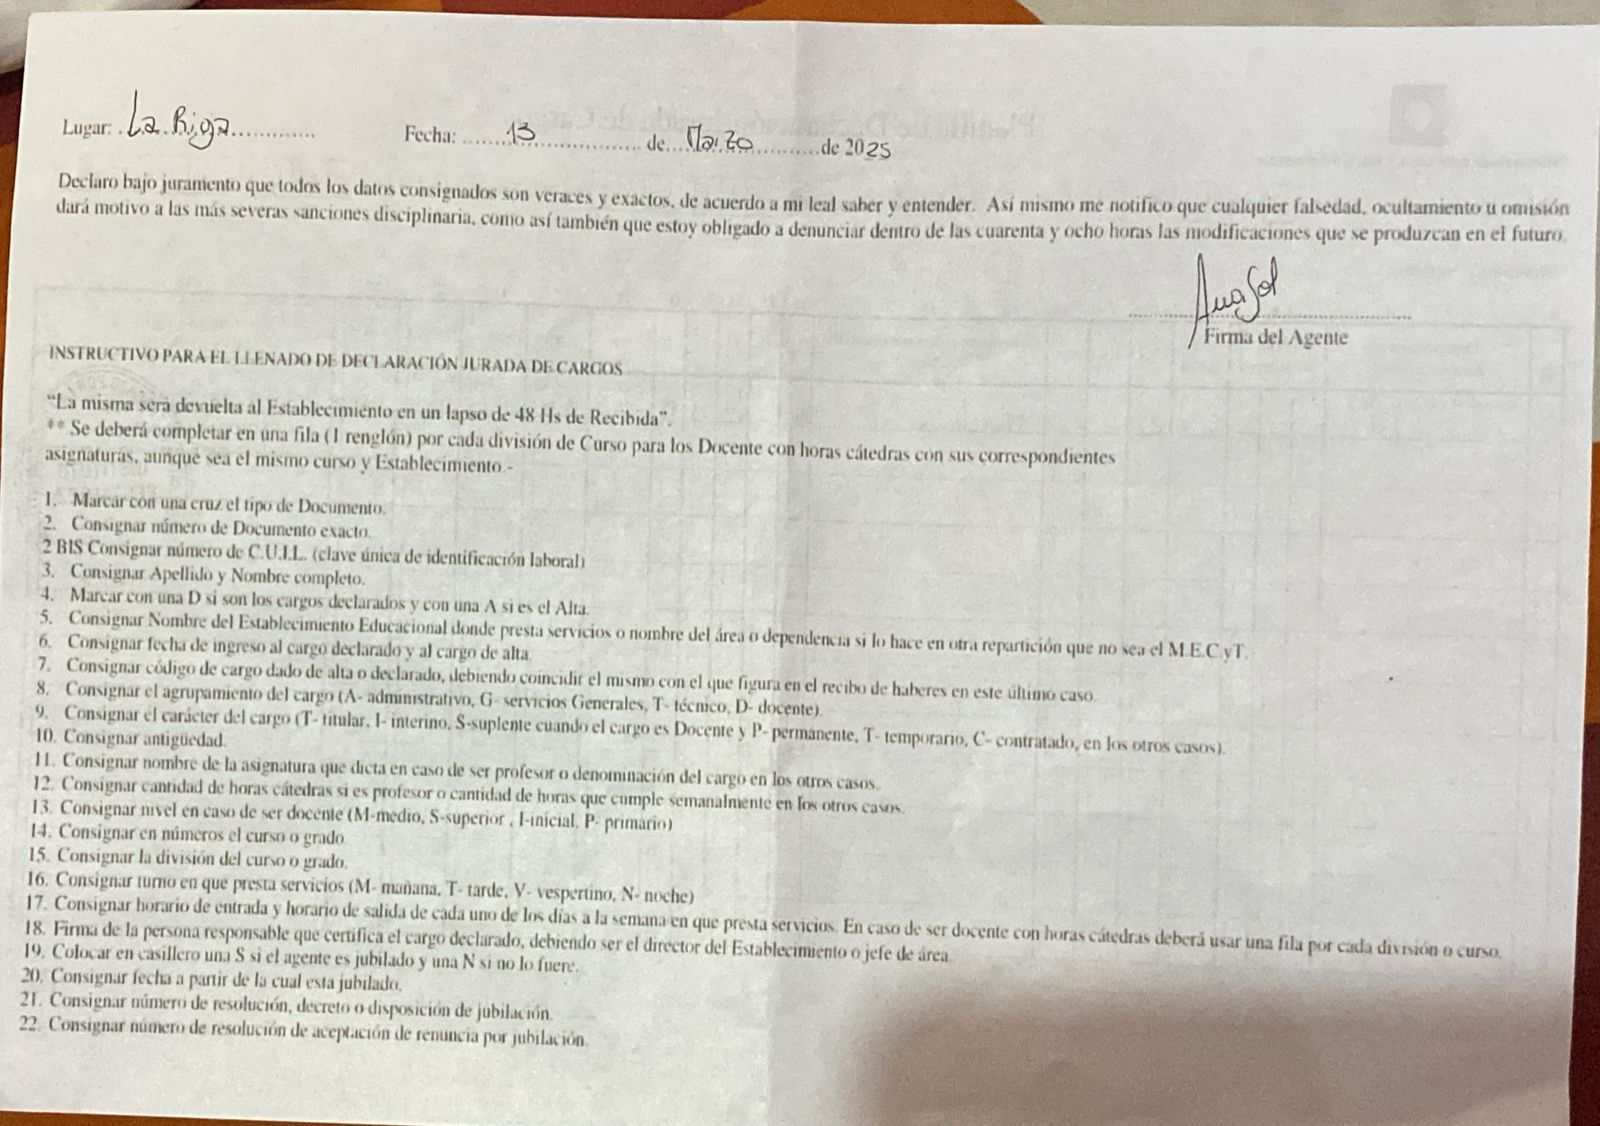 Lugar: La Rioja Fecha: 13 de Marzo de 2025
Declaro bajo juramento que todos los datos consignados son veraces y exactos, de acuerdo a mi leal saber y entender. Así mismo me notifico que cualquier falsedad, ocultamiento u omisión
dará motivo a las más severas sanciones disciplinaria, como así también que estoy obligado a denunciar dentro de las cuarenta y ocho horas las modificaciones que se produzcan en el futuro.
AnaSol
Firma del Agente
INSTRUCTIVO PARA EL LLENADO DE DECLARACIÓN JURADA DE CARGOS
“La misma será devuelta al Establecimiento en un lapso de 48 Hs de Recibida”.
** Se deberá completar en una fila (1 renglón) por cada división de Curso para los Docente con horas cátedras con sus correspondientes
asignaturas, aunque sea el mismo curso y Establecimiento.-
1. Marcar con una cruz el tipo de Documento.
2. Consignar número de Documento exacto.
2 BIS Consignar número de C.U.I.L. (clave única de identificación laboral)
3. Consignar Apellido y Nombre completo.
4. Marcar con una D si son los cargos declarados y con una A si es el Alta.
5. Consignar Nombre del Establecimiento Educacional donde presta servicios o nombre del área o dependencia si lo hace en otra repartición que no sea el M.E.C.yT.
6. Consignar fecha de ingreso al cargo declarado y al cargo de alta.
7. Consignar código de cargo dado de alta o declarado, debiendo coincidir el mismo con el que figura en el recibo de haberes en este último caso.
8. Consignar el agrupamiento del cargo (A- administrativo, G- servicios Generales, T- técnico, D- docente).
9. Consignar el carácter del cargo (T- titular, I- interino, S-suplente cuando el cargo es Docente y P- permanente, T- temporario, C- contratado, en los otros casos).
10. Consignar antigüedad.
11. Consignar nombre de la asignatura que dicta en caso de ser profesor o denominación del cargo en los otros casos.
12. Consignar cantidad de horas cátedras si es profesor o cantidad de horas que cumple semanalmente en los otros casos.
13. Consignar nivel en caso de ser docente (M-medio, S-superior , I-inicial, P- primario)
14. Consignar en números el curso o grado
15. Consignar la división del curso o grado.
16. Consignar turno en que presta servicios (M- mañana, T- tarde, V- vespertino, N- noche)
17. Consignar horario de entrada y horario de salida de cada uno de los días a la semana en que presta servicios. En caso de ser docente con horas cátedras deberá usar una fila por cada división o curso.
18. Firma de la persona responsable que certifica el cargo declarado, debiendo ser el director del Establecimiento o jefe de área.
19. Colocar en casillero una S si el agente es jubilado y una N si no lo fuere.
20. Consignar fecha a partir de la cual esta jubilado.
21. Consignar número de resolución, decreto o disposición de jubilación.
22. Consignar número de resolución de aceptación de renuncia por jubilación.